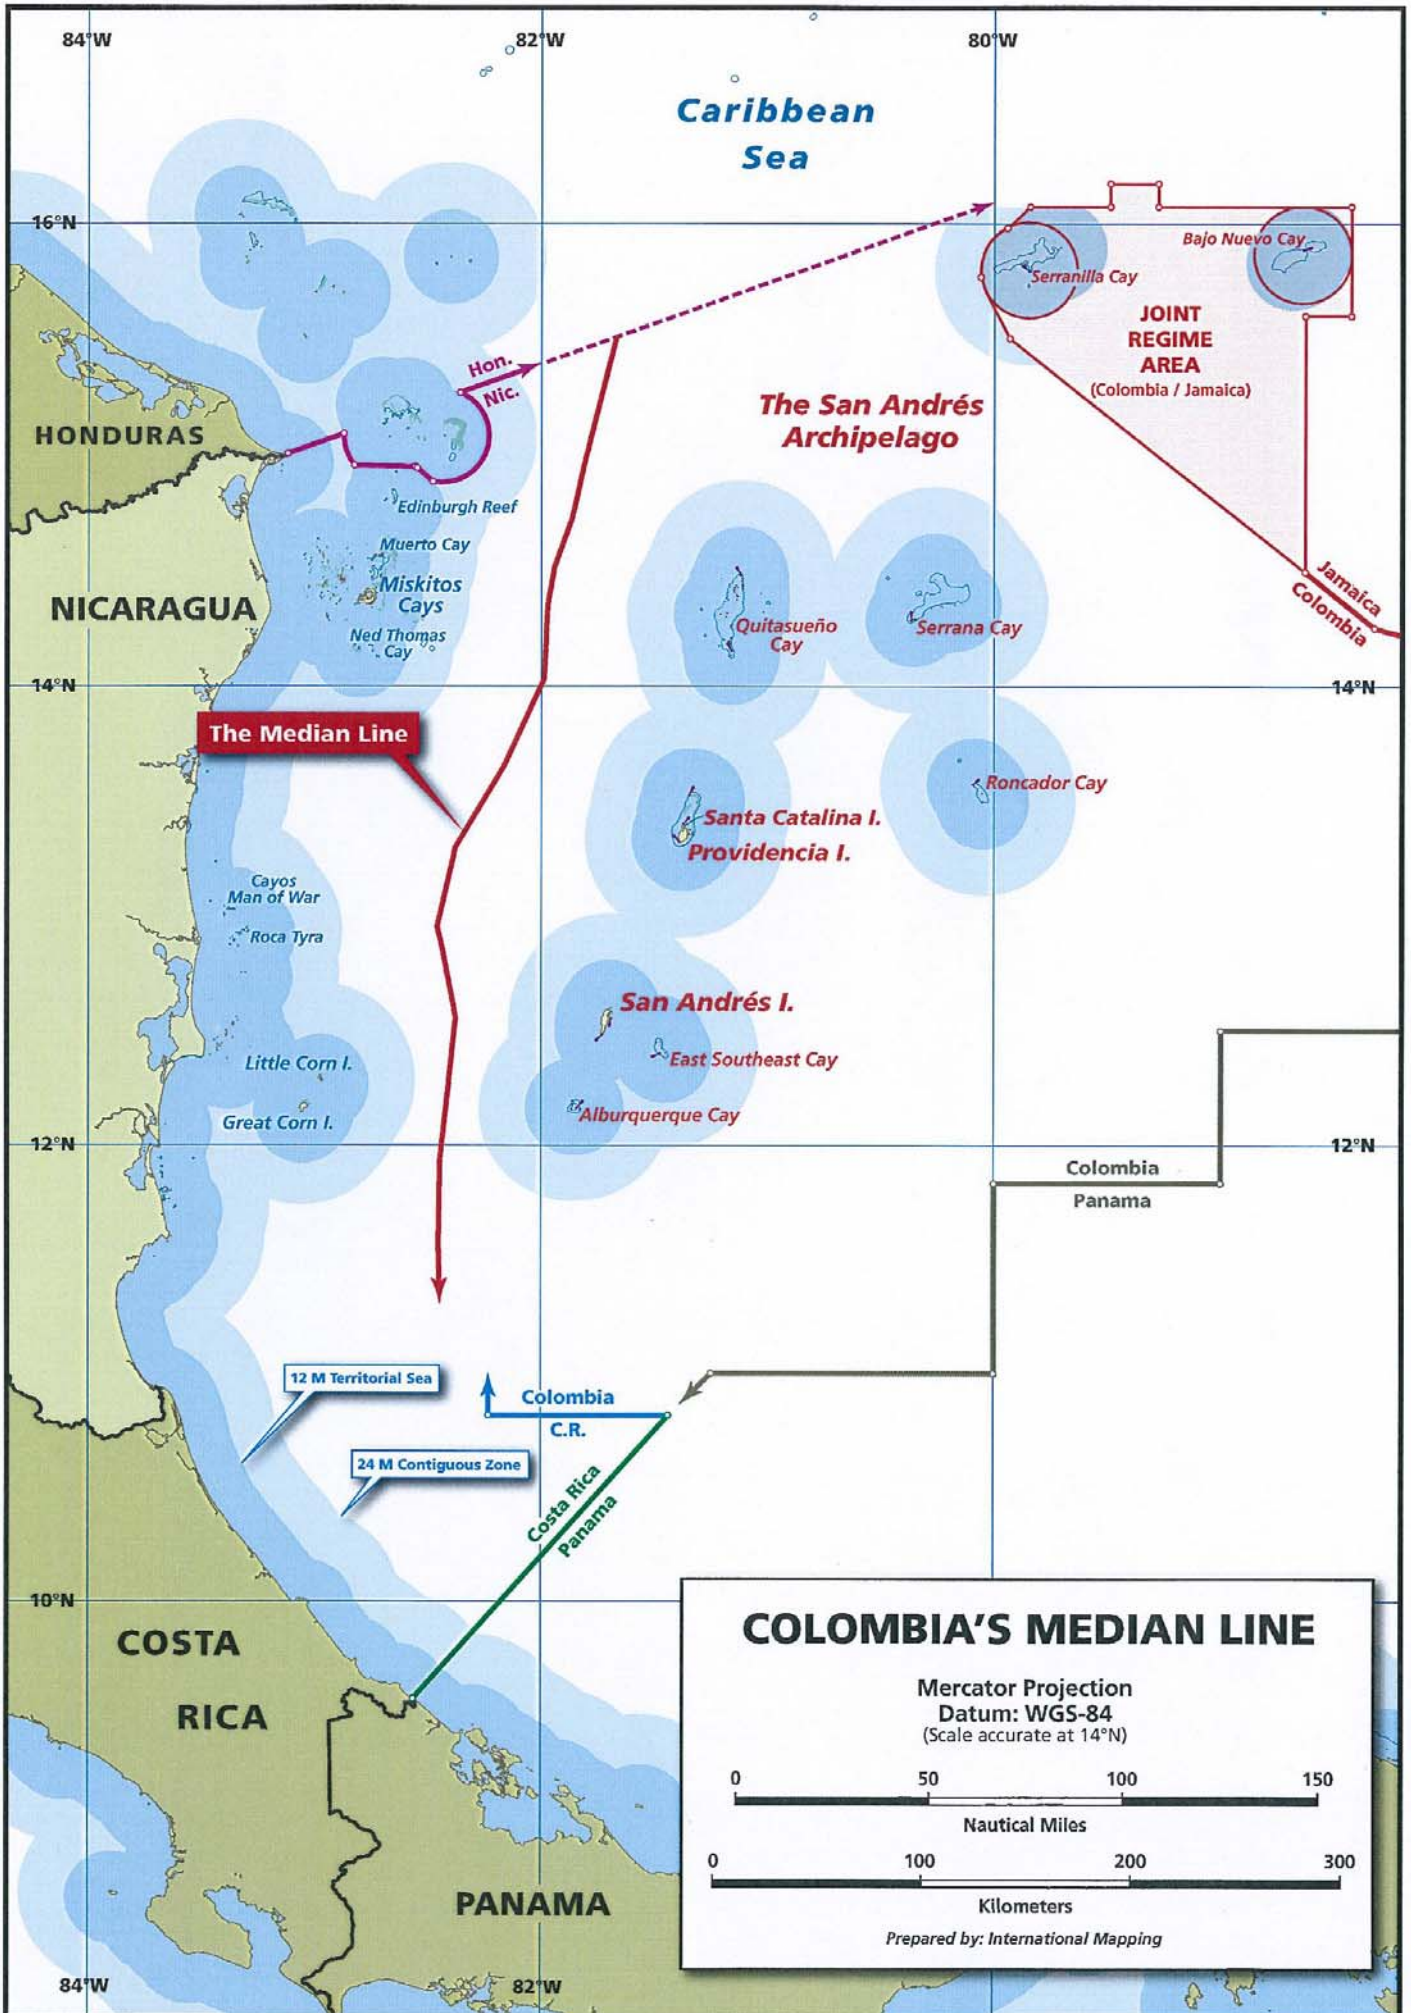 84°W
82°W
80°W
Caribbean
Sea
16°N
Bajo Nuevo Cay
Serranilla Cay
JOINT
REGIME
AREA
(Colombia / Jamaica)
Hon.
Nic.
The San Andrés
Archipelago
HONDURAS
Edinburgh Reef
Muerto Cay
Miskitos
Cays
NICARAGUA
Ned Thomas
Cay
Quitasueño
Cay
Serrana Cay
Jamaica
Colombia
14°N
14°N
The Median Line
Roncador Cay
Santa Catalina I.
Providencia I.
Cayos
Man of War
Roca Tyra
San Andrés I.
Little Corn I.
East Southeast Cay
Great Corn I.
Alburquerque Cay
12°N
12°N
Colombia
Panama
12 M Territorial Sea
Colombia
C.R.
24 M Contiguous Zone
Costa Rica
Panama
10°N
COSTA
RICA
PANAMA
84°W
82°W
COLOMBIA'S MEDIAN LINE
Mercator Projection
Datum: WGS-84
(Scale accurate at 14°N)
0 50 100 150
Nautical Miles
0 100 200 300
Kilometers
Prepared by: International Mapping